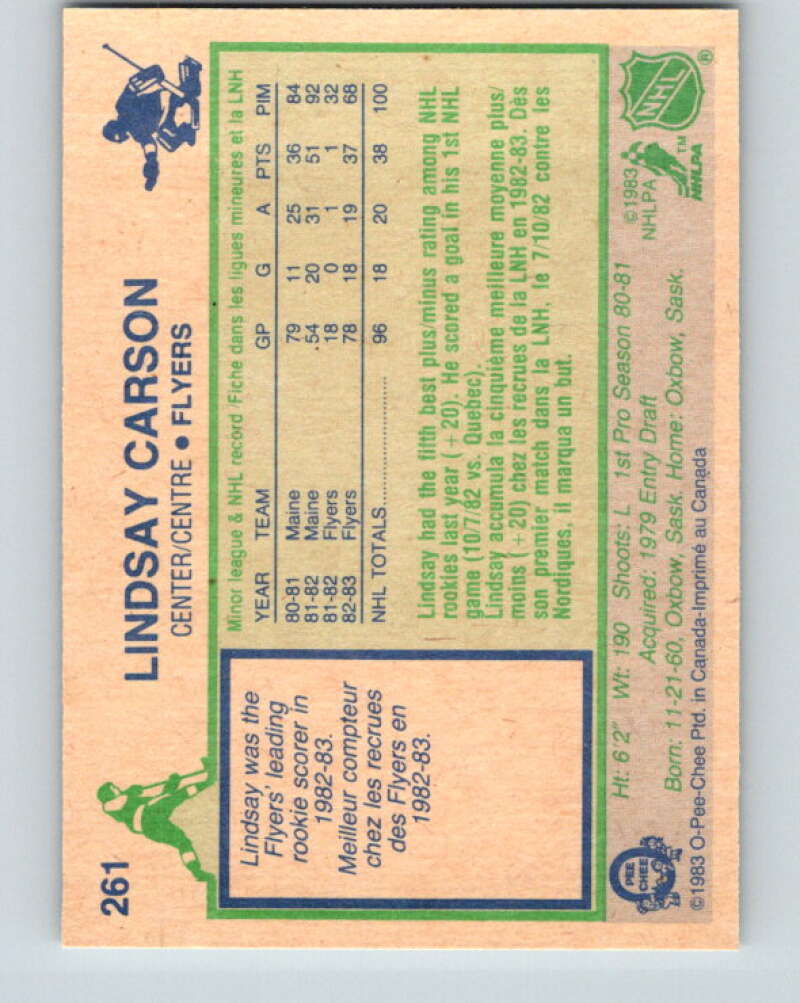 261
LINDSAY CARSON
CENTER/CENTRE • FLYERS
Lindsay was the
Flyers' leading
rookie scorer in
1982-83.
Meilleur compteur
chez les recrues
des Flyers en
1982-83.
Minor league & NHL record/Fiche dans les ligues mineures et la LNH
YEAR TEAM GP G A PTS PIM
80-81 Maine 79 11 25 36 84
81-82 Maine 54 20 31 51 92
81-82 Flyers 18 0 1 1 32
82-83 Flyers 78 18 19 37 68
NHL TOTALS.................... 96 18 20 38 100
Lindsay had the fifth best plus/minus rating among NHL
rookies last year (+20). He scored a goal in his 1st NHL
game (10/7/82 vs. Quebec).
Lindsay accumula la cinquième meilleure moyenne plus/
moins (+20) chez les recrues de la LNH en 1982-83. Dès
son premier match dans la LNH, le 7/10/82 contre les
Nordiques, il marqua un but.
Ht: 6'2" Wt: 190 Shoots: L 1st Pro Season 80-81
Acquired: 1979 Entry Draft
Born: 11-21-60, Oxbow, Sask. Home: Oxbow, Sask.
©1983 O-Pee-Chee Ptd. in Canada-Imprimé au Canada
O
PEE
CHEE
©1983
NHLPA
NHL
®
TM
NHLPA